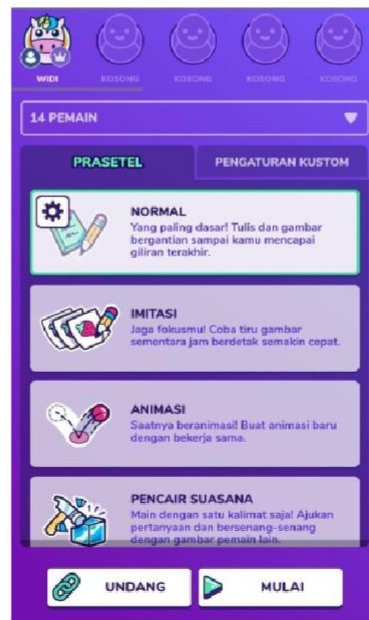 WIDI KOSONG KOSONG KOSONG KOSONG
14 PEMAIN
PRASETEL PENGATURAN KUSTOM
NORMAL
Yang paling dasar! Tulis dan gambar
bergantian sampai kamu mencapai
giliran terakhir.
IMITASI
Jaga fokusmu! Coba tiru gambar
sementara jam berdetak semakin cepat.
ANIMASI
Saatnya beranimasi! Buat animasi baru
dengan bekerja sama.
PENCAIR SUASANA
Main dengan satu kalimat saja! Ajukan
pertanyaan dan bersenang-senang
dengan gambar pemain lain.
UNDANG MULAI